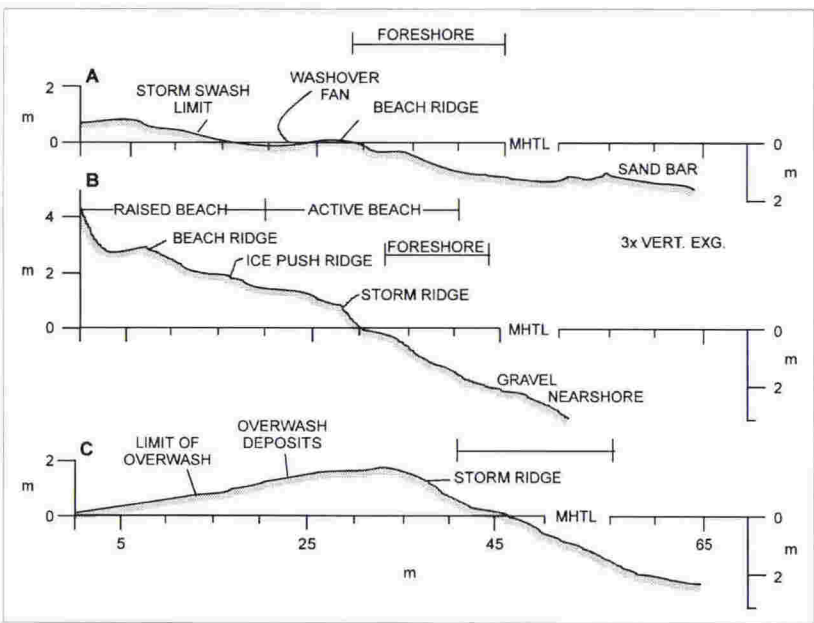 FORESHORE
A
2
m
0
STORM SWASH
LIMIT
WASHOVER
FAN
BEACH RIDGE
MHTL
0
m
2
SAND BAR
B
4
m
2
0
RAISED BEACH
ACTIVE BEACH
BEACH RIDGE
FORESHORE
3x VERT. EXG.
ICE PUSH RIDGE
STORM RIDGE
MHTL
0
m
2
GRAVEL
NEARSHORE
C
2
m
0
LIMIT OF
OVERWASH
OVERWASH
DEPOSITS
STORM RIDGE
MHTL
0
m
2
5
25
45
65
m